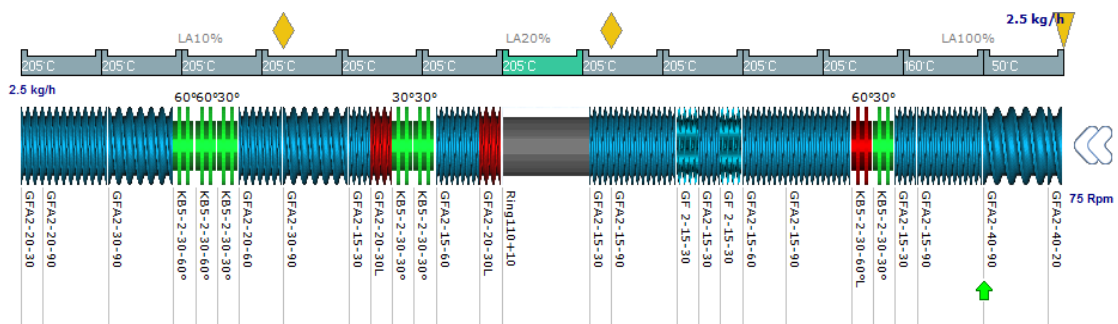 2.5 kg/h
LA10% LA20% LA100%
205°C 205°C 205°C 205°C 205°C 205°C 205°C 205°C 205°C 205°C 205°C 160°C 50°C
2.5 kg/h
60° 60° 30° 30° 30° 60° 30°
75 Rpm
GFA2-20-30
GFA2-20-90
GFA2-30-90
KB5-2-30-60°
KB5-2-30-60°
KB5-2-30-30°
GFA2-20-60
GFA2-30-90
GFA2-15-30
GFA2-20-30L
KB5-2-30-30°
KB5-2-30-30°
GFA2-15-60
GFA2-20-30L
Ring110+10
GFA2-15-30
GFA2-15-90
GF 2-15-30
GFA2-15-30
GF 2-15-30
GFA2-15-60
GFA2-15-90
KB5-2-30-60°L
KB5-2-30-30°
GFA2-15-30
GFA2-15-90
GFA2-40-90
GFA2-40-20